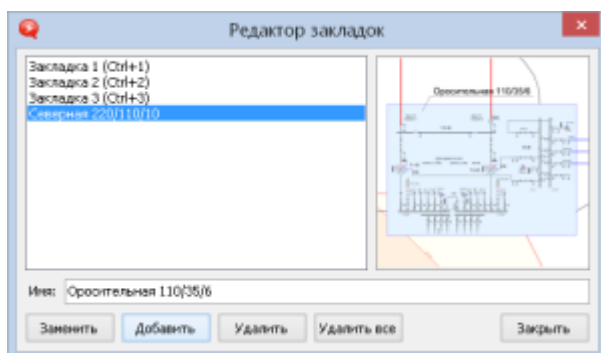 Редактор закладок
Закладка 1 (Ctrl+1)
Закладка 2 (Ctrl+2)
Закладка 3 (Ctrl+3)
Северная 220/110/10
Оросительная 110/35/6
Имя: Оросительная 110/35/6
Заменить Добавить Удалить Удалить все Закрыть